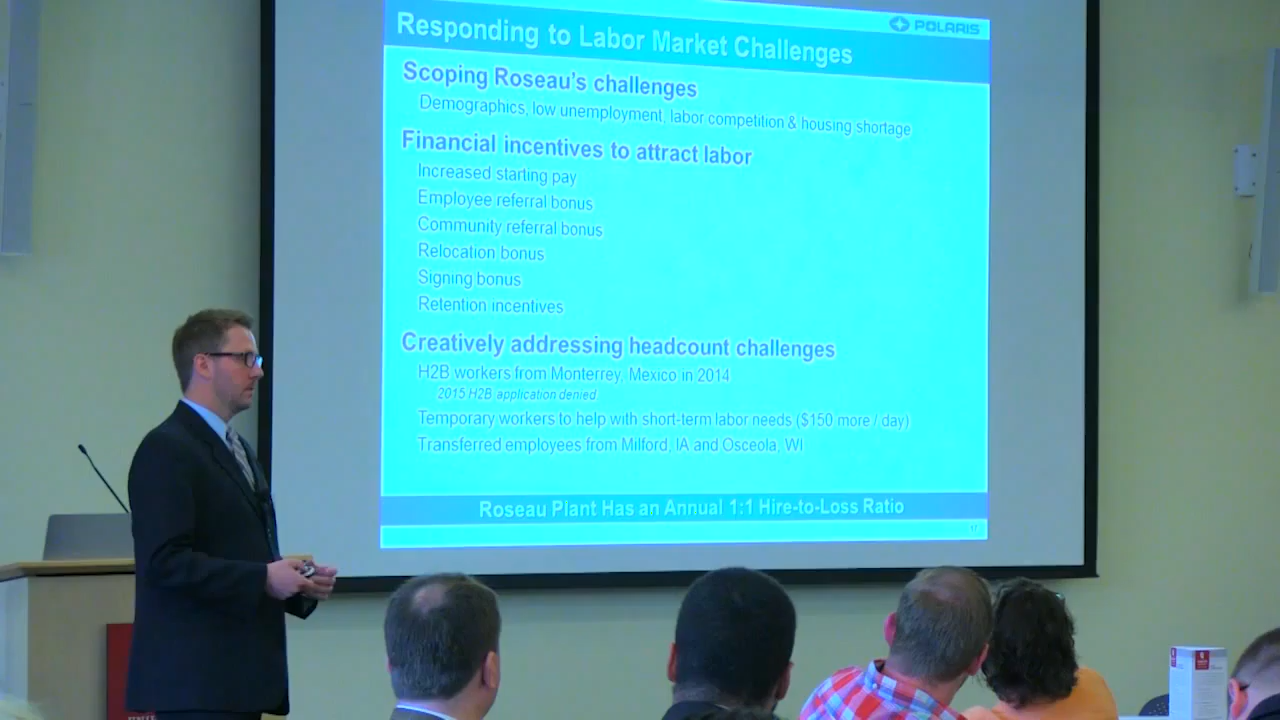 POLARIS
Responding to Labor Market Challenges
Scoping Roseau's challenges
Demographics, low unemployment, labor competition & housing shortage
Financial incentives to attract labor
Increased starting pay
Employee referral bonus
Community referral bonus
Relocation bonus
Signing bonus
Retention incentives
Creatively addressing headcount challenges
H2B workers from Monterrey, Mexico in 2014
2015 H2B application denied.
Temporary workers to help with short-term labor needs ($150 more / day)
Transferred employees from Milford, IA and Osceola, WI
Roseau Plant Has an Annual 1:1 Hire-to-Loss Ratio
17